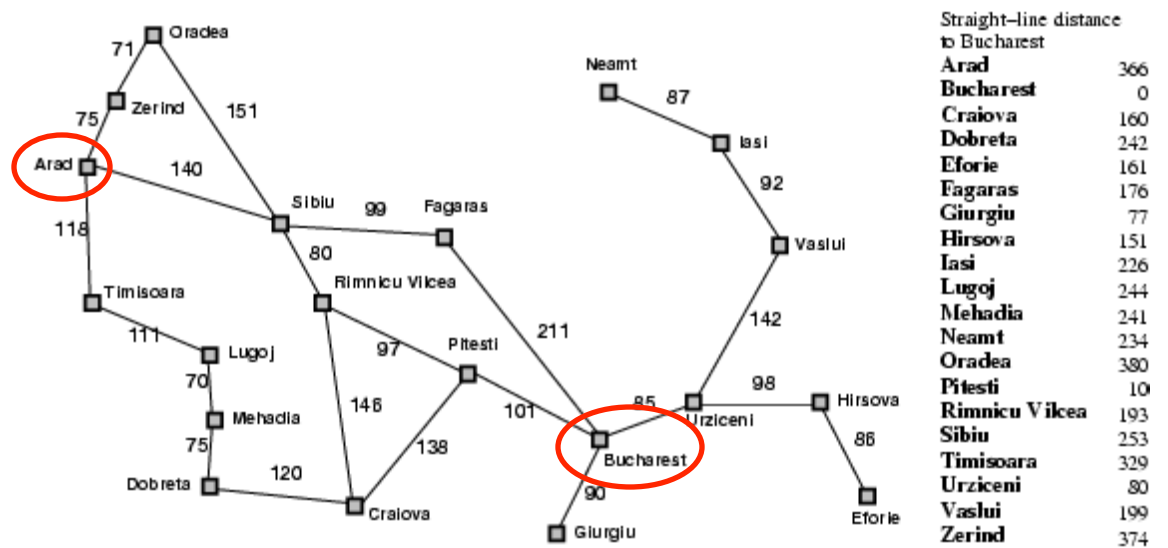 Oradea
71
Neamt
87
Zerind
75
151
Iasi
Arad
140
92
Sibiu
99
Fagaras
118
80
Vaslui
Timisoara
Rimnicu Vilcea
111
142
211
Lugoj
97
Pitesti
70
98
85
Hirsova
146
101
Urziceni
Mehadia
75
138
86
Bucharest
120
Dobreta
90
Craiova
Eforie
Giurgiu
Straight–line distance
to Bucharest
Arad 366
Bucharest 0
Craiova 160
Dobreta 242
Eforie 161
Fagaras 176
Giurgiu 77
Hirsova 151
Iasi 226
Lugoj 244
Mehadia 241
Neamt 234
Oradea 380
Pitesti 10
Rimnicu Vilcea 193
Sibiu 253
Timisoara 329
Urziceni 80
Vaslui 199
Zerind 374